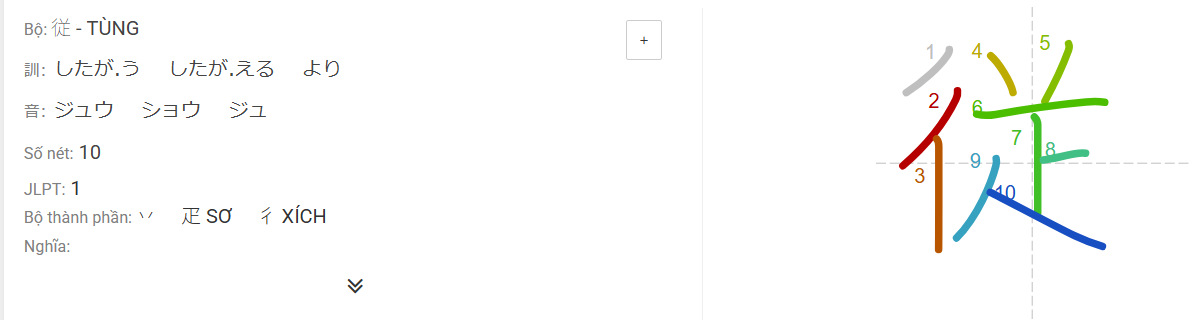 Bộ: 従 - TÙNG
+
訓: したが.う したが.える より
音: ジュウ ショウ ジュ
Số nét: 10
JLPT: 1
Bộ thành phần: 丷 疋 SƠ 彳 XÍCH
Nghĩa:
従
1
2
3
4
5
6
7
8
9
10